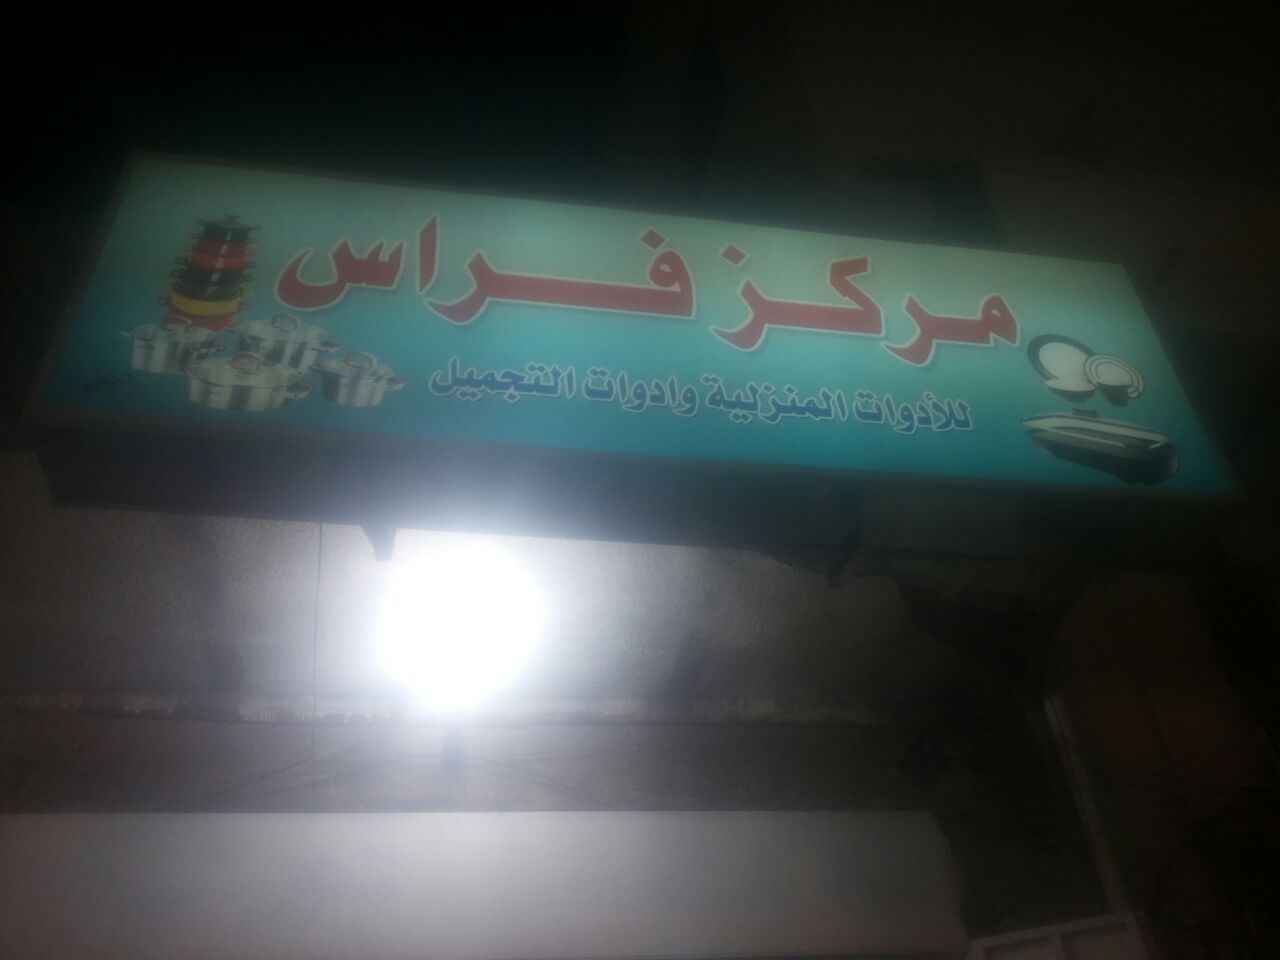 مركز فراس
للأدوات المنزلية وادوات التجميل